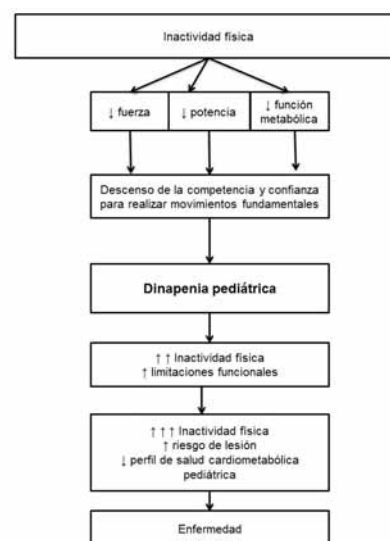 Inactividad física
↓ fuerza
↓ potencia
↓ función
metabólica
Descenso de la competencia y confianza
para realizar movimientos fundamentales
Dinapenia pediátrica
↑ ↑ Inactividad física
↑ limitaciones funcionales
↑ ↑ ↑ Inactividad física
↑ riesgo de lesión
↓ perfil de salud cardiometabólica
pediátrica
Enfermedad